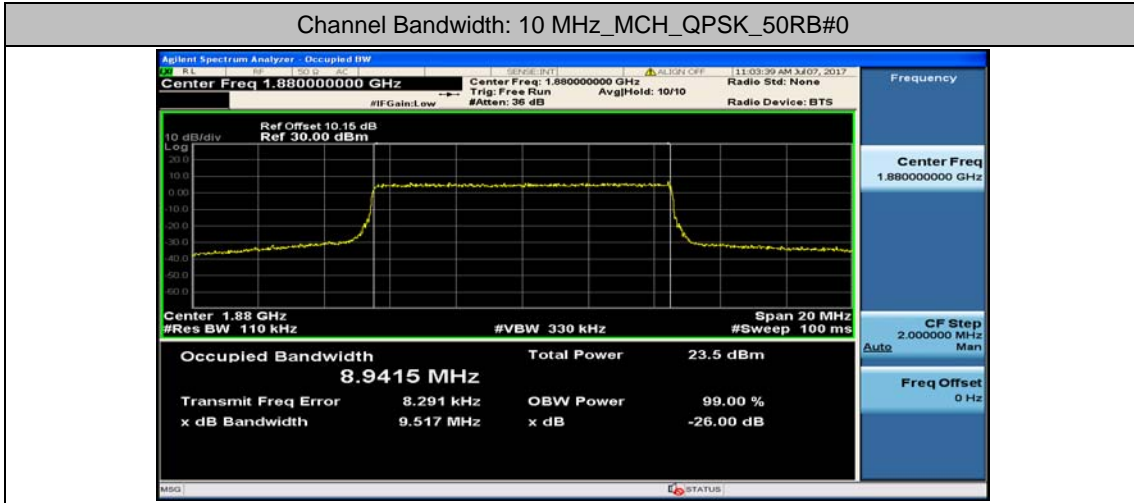 Channel Bandwidth: 10 MHz_MCH_QPSK_50RB#0
Agilent Spectrum Analyzer - Occupied BW
RL RF 50 Ω AC SENSE:INT ALIGN OFF 11:03:39 AM Jul 07, 2017
Center Freq 1.880000000 GHz
Center Freq: 1.880000000 GHz
Radio Std: None
Trig: Free Run
Avg|Hold: 10/10
#IFGain:Low
#Atten: 36 dB
Radio Device: BTS
Ref Offset 10.15 dB
10 dB/div
Ref 30.00 dBm
Log
20.0
10.0
0.00
-10.0
-20.0
-30.0
-40.0
-50.0
-60.0
Center 1.88 GHz
Span 20 MHz
#Res BW 110 kHz
#VBW 330 kHz
#Sweep 100 ms
Occupied Bandwidth
Total Power
23.5 dBm
8.9415 MHz
Transmit Freq Error
8.291 kHz
OBW Power
99.00 %
x dB Bandwidth
9.517 MHz
x dB
-26.00 dB
Frequency
Center Freq
1.880000000 GHz
CF Step
2.000000 MHz
Auto Man
Freq Offset
0 Hz
MSG
STATUS